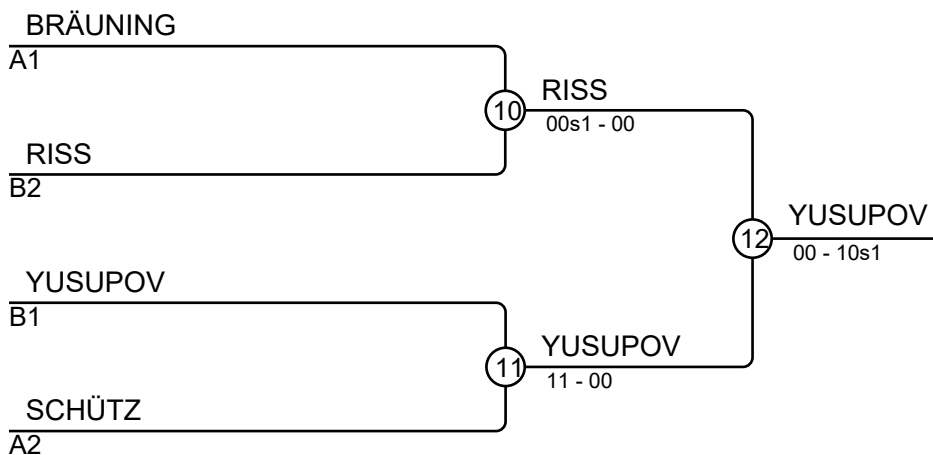 BRÄUNING
A1
10
RISS
00s1 - 00
RISS
B2
12
YUSUPOV
00 - 10s1
YUSUPOV
B1
11
YUSUPOV
11 - 00
SCHÜTZ
A2